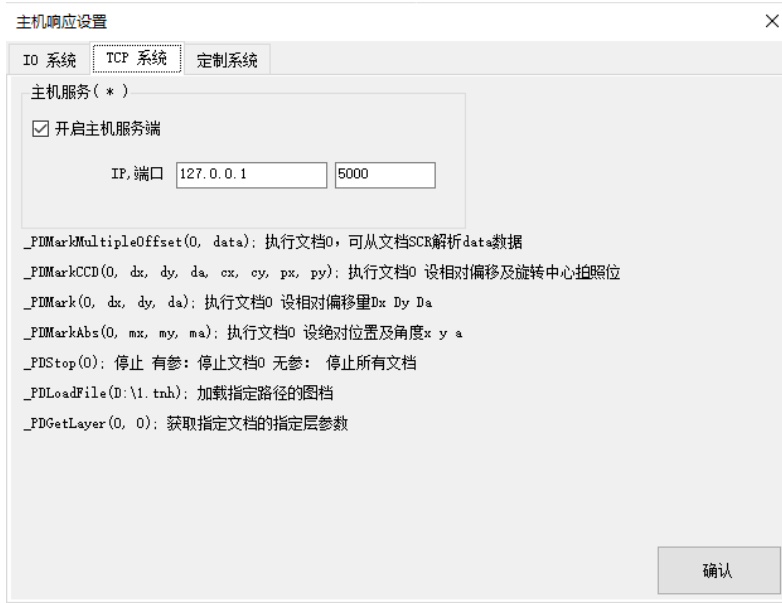 主机响应设置
IO 系统 TCP 系统 定制系统
主机服务( * )
开启主机服务端
IP,端口 127.0.0.1 5000
_PDMarkMultipleOffset(0, data); 执行文档0，可从文档SCR解析data数据
_PDMarkCCD(0, dx, dy, da, cx, cy, px, py); 执行文档0 设相对偏移及旋转中心拍照位
_PDMark(0, dx, dy, da); 执行文档0 设相对偏移量Dx Dy Da
_PDMarkAbs(0, mx, my, ma); 执行文档0 设绝对位置及角度x y a
_PDStop(0); 停止 有参: 停止文档0 无参: 停止所有文档
_PDLoadFile(D:\1.tnh); 加载指定路径的图档
_PDGetLayer(0, 0); 获取指定文档的指定层参数
确认